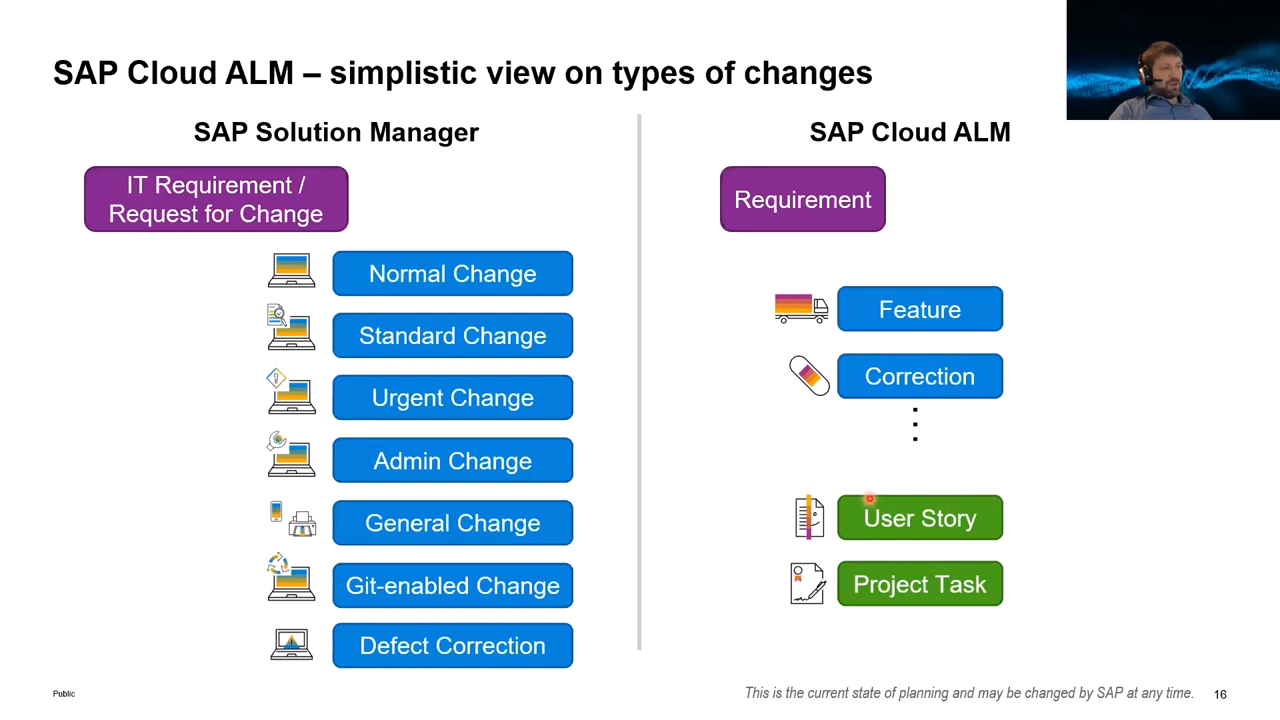 SAP Cloud ALM – simplistic view on types of changes
SAP Solution Manager
IT Requirement /
Request for Change
Normal Change
Standard Change
Urgent Change
Admin Change
General Change
Git-enabled Change
Defect Correction
SAP Cloud ALM
Requirement
Feature
Correction
User Story
Project Task
Public
This is the current state of planning and may be changed by SAP at any time.
16